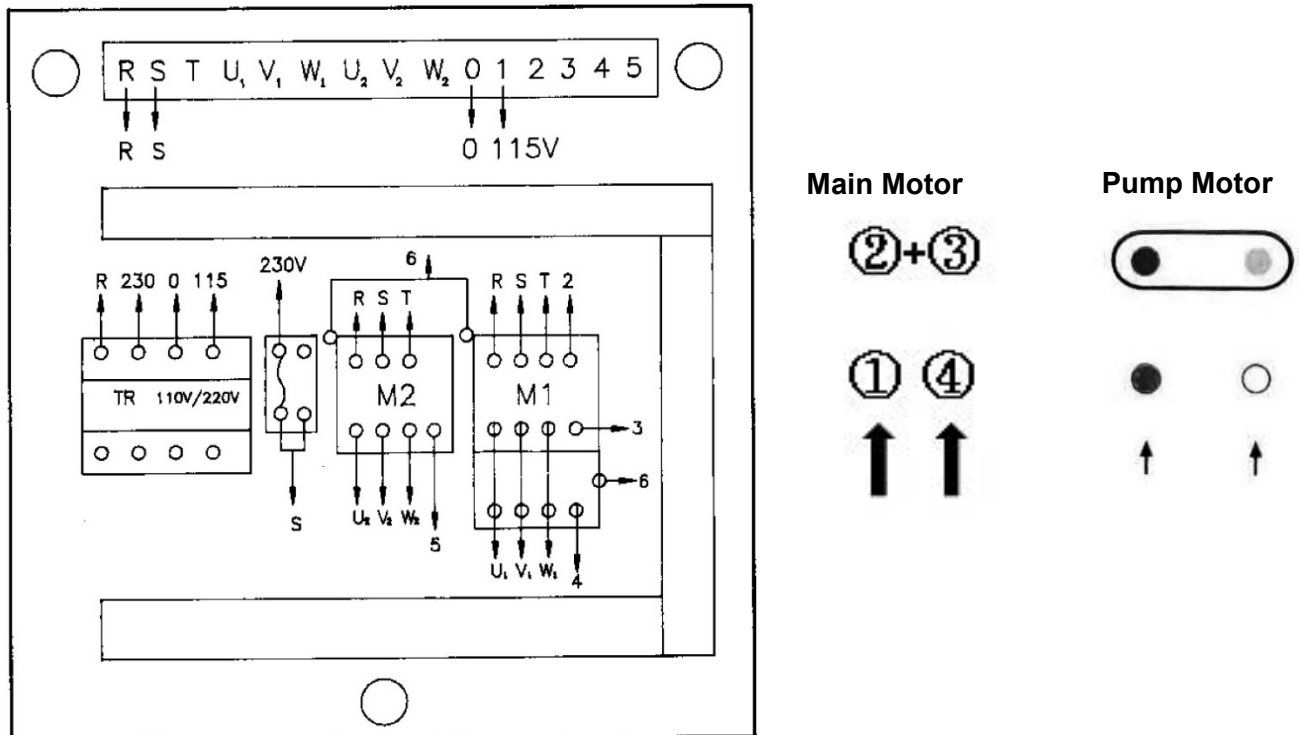 R S T U₁ V₁ W₁ U₂ V₂ W₂ 0 1 2 3 4 5
R S 0 115V
Main Motor Pump Motor
②+③
① ④
R 230 0 115
230V
6
R S T
R S T 2
TR 110V/220V
M2
M1
3
6
S
U₂ V₂ W₂
5
U₁ V₁ W₁
4